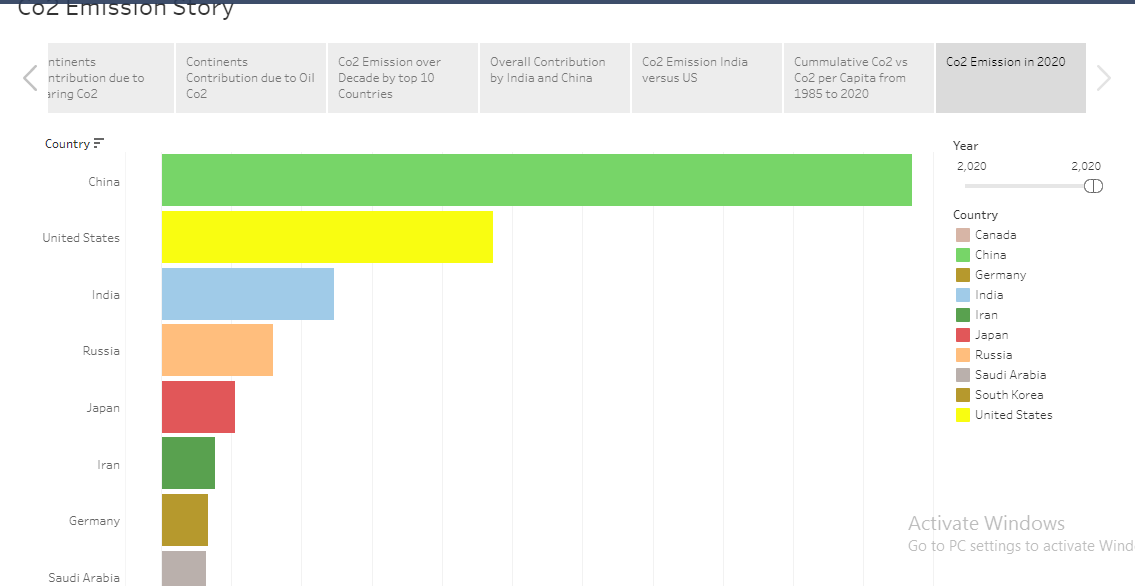 Co2 Emission Story
ntinents
ntribution due to
aring Co2
Continents
Contribution due to Oil
Co2
Co2 Emission over
Decade by top 10
Countries
Overall Contribution
by India and China
Co2 Emission India
versus US
Cummulative Co2 vs
Co2 per Capita from
1985 to 2020
Co2 Emission in 2020
Country
China
United States
India
Russia
Japan
Iran
Germany
Saudi Arabia
Year
2,020 2,020
Country
Canada
China
Germany
India
Iran
Japan
Russia
Saudi Arabia
South Korea
United States
Activate Windows
Go to PC settings to activate Wind